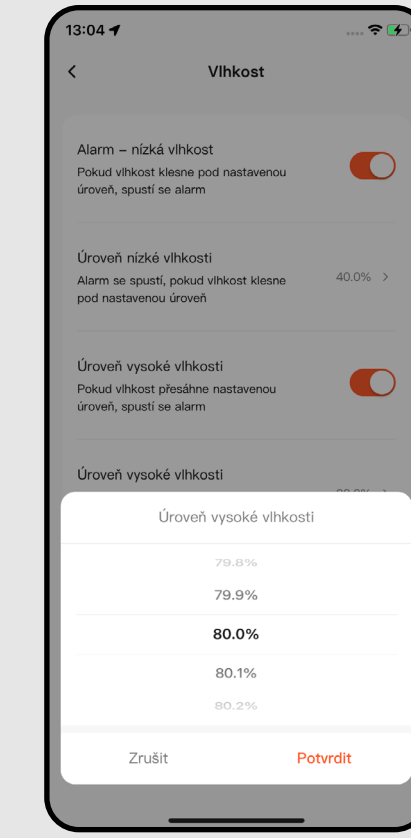 13:04
Vlhkost
Alarm – nízká vlhkost
Pokud vlhkost klesne pod nastavenou
úroveň, spustí se alarm
Úroveň nízké vlhkosti
Alarm se spustí, pokud vlhkost klesne
pod nastavenou úroveň
40.0%
Úroveň vysoké vlhkosti
Pokud vlhkost přesáhne nastavenou
úroveň, spustí se alarm
Úroveň vysoké vlhkosti
Úroveň vysoké vlhkosti
79.8%
79.9%
80.0%
80.1%
80.2%
Zrušit
Potvrdit